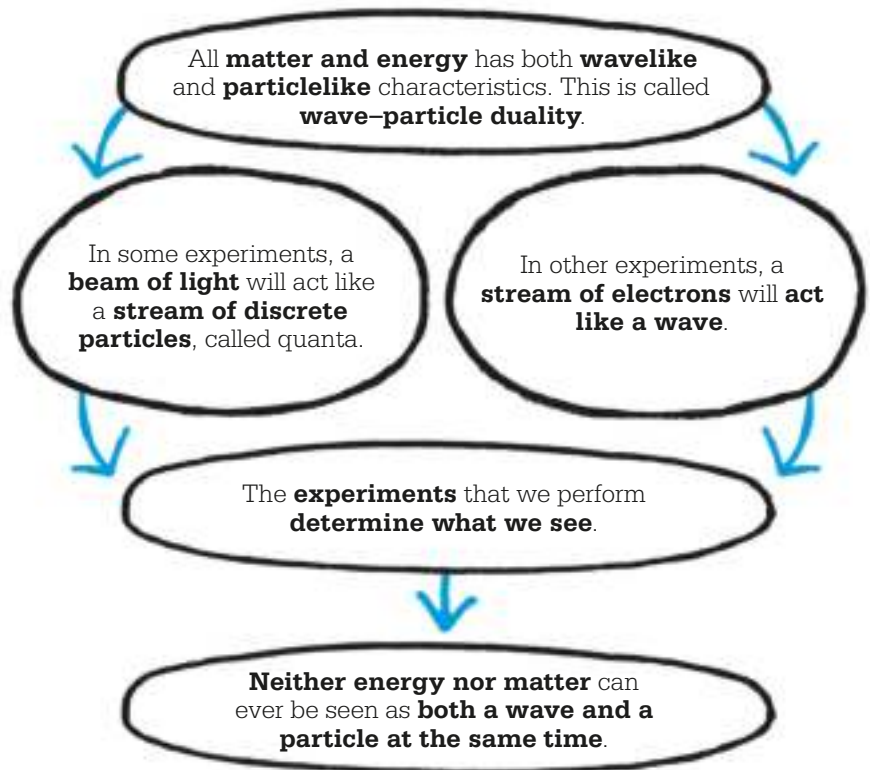 All matter and energy has both wavelike
and particlelike characteristics. This is called
wave–particle duality.
In some experiments, a
beam of light will act like
a stream of discrete
particles, called quanta.
In other experiments, a
stream of electrons will act
like a wave.
The experiments that we perform
determine what we see.
Neither energy nor matter can
ever be seen as both a wave and a
particle at the same time.